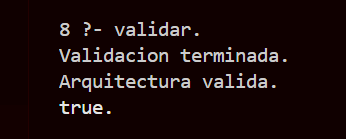 8 ?- validar.
Validacion terminada.
Arquitectura valida.
true.